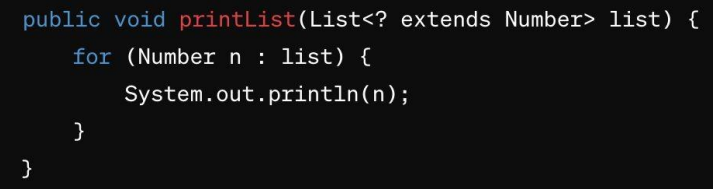 public void printList(List<? extends Number> list) {
    for (Number n : list) {
        System.out.println(n);
    }
}